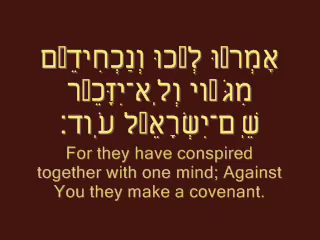 אָמְרוּ לְכוּ וְנַכְחִידֵם
מִגּוֹי וְלֹא־יִזָּכֵר
שֵׁם־יִשְׂרָאֵל עוֹד׃
For they have conspired
together with one mind; Against
You they make a covenant.